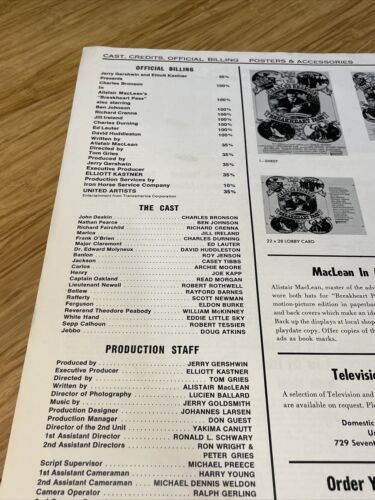 CAST, CREDITS, OFFICIAL BILLING POSTERS & ACCESSORIES
OFFICIAL BILLING
Jerry Gershwin and Elliott Kastner
Presents 50%
Charles Bronson 100%
In
Alistair MacLean's
"Breakheart Pass" 100%
also starring
Ben Johnson 100%
Richard Crenna 100%
Jill Ireland 100%
Charles Durning 100%
Ed Lauter 100%
David Huddleston 100%
Written by
Alistair MacLean 35%
Directed by
Tom Gries 35%
Produced by
Jerry Gershwin 35%
Executive Producer
ELLIOTT KASTNER 35%
Production Services by
Iron Horse Service Company 10%
UNITED ARTISTS 35%
Entertainment from Transamerica Corporation
THE CAST
John Deakin CHARLES BRONSON
Nathan Pearce BEN JOHNSON
Richard Fairchild RICHARD CRENNA
Marica JILL IRELAND
Frank O'Brien CHARLES DURNING
Major Claremont ED LAUTER
Dr. Edward Molyneux DAVID HUDDLESTON
Banlon ROY JENSON
Jackson CASEY TIBBS
Carlos ARCHIE MOORE
Henry JOE KAPP
Captain Oakland READ MORGAN
Lieutenant Newell ROBERT ROTHWELL
Bellew RAYFORD BARNES
Rafferty SCOTT NEWMAN
Ferguson ELDON BURKE
Reverend Theodore Peabody WILLIAM McKINNEY
White Hand EDDIE LITTLE SKY
Sepp Calhoun ROBERT TESSIER
Jebbo DOUG ATKINS
PRODUCTION STAFF
Produced by JERRY GERSHWIN
Executive Producer ELLIOTT KASTNER
Directed by TOM GRIES
Written by ALISTAIR MacLEAN
Director of Photography LUCIEN BALLARD
Music by JERRY GOLDSMITH
Production Designer JOHANNES LARSEN
Production Manager DON GUEST
Director of the 2nd Unit YAKIMA CANUTT
1st Assistant Director RONALD L. SCHWARY
2nd Assistant Directors RON WRIGHT &
PETER GRIES
Script Supervisor MICHAEL PREECE
1st Assistant Cameraman HARRY YOUNG
2nd Assistant Cameraman MICHAEL DENNIS WELDON
Camera Operator RALPH GERLING
1-SHEET
22 x 28 LOBBY CARD
MacLean In
Alistair MacLean, master of the adv
wore both hats for "Breakheart P
motion-picture edition in paperback
and back covers which make an ide
Back up the displays at local shop
playdate copy. Offer copies of
ads as book marks.
Televisio
A selection of Television and
are available on request. Ple
Domestic
U
729 Sevent
Order Y